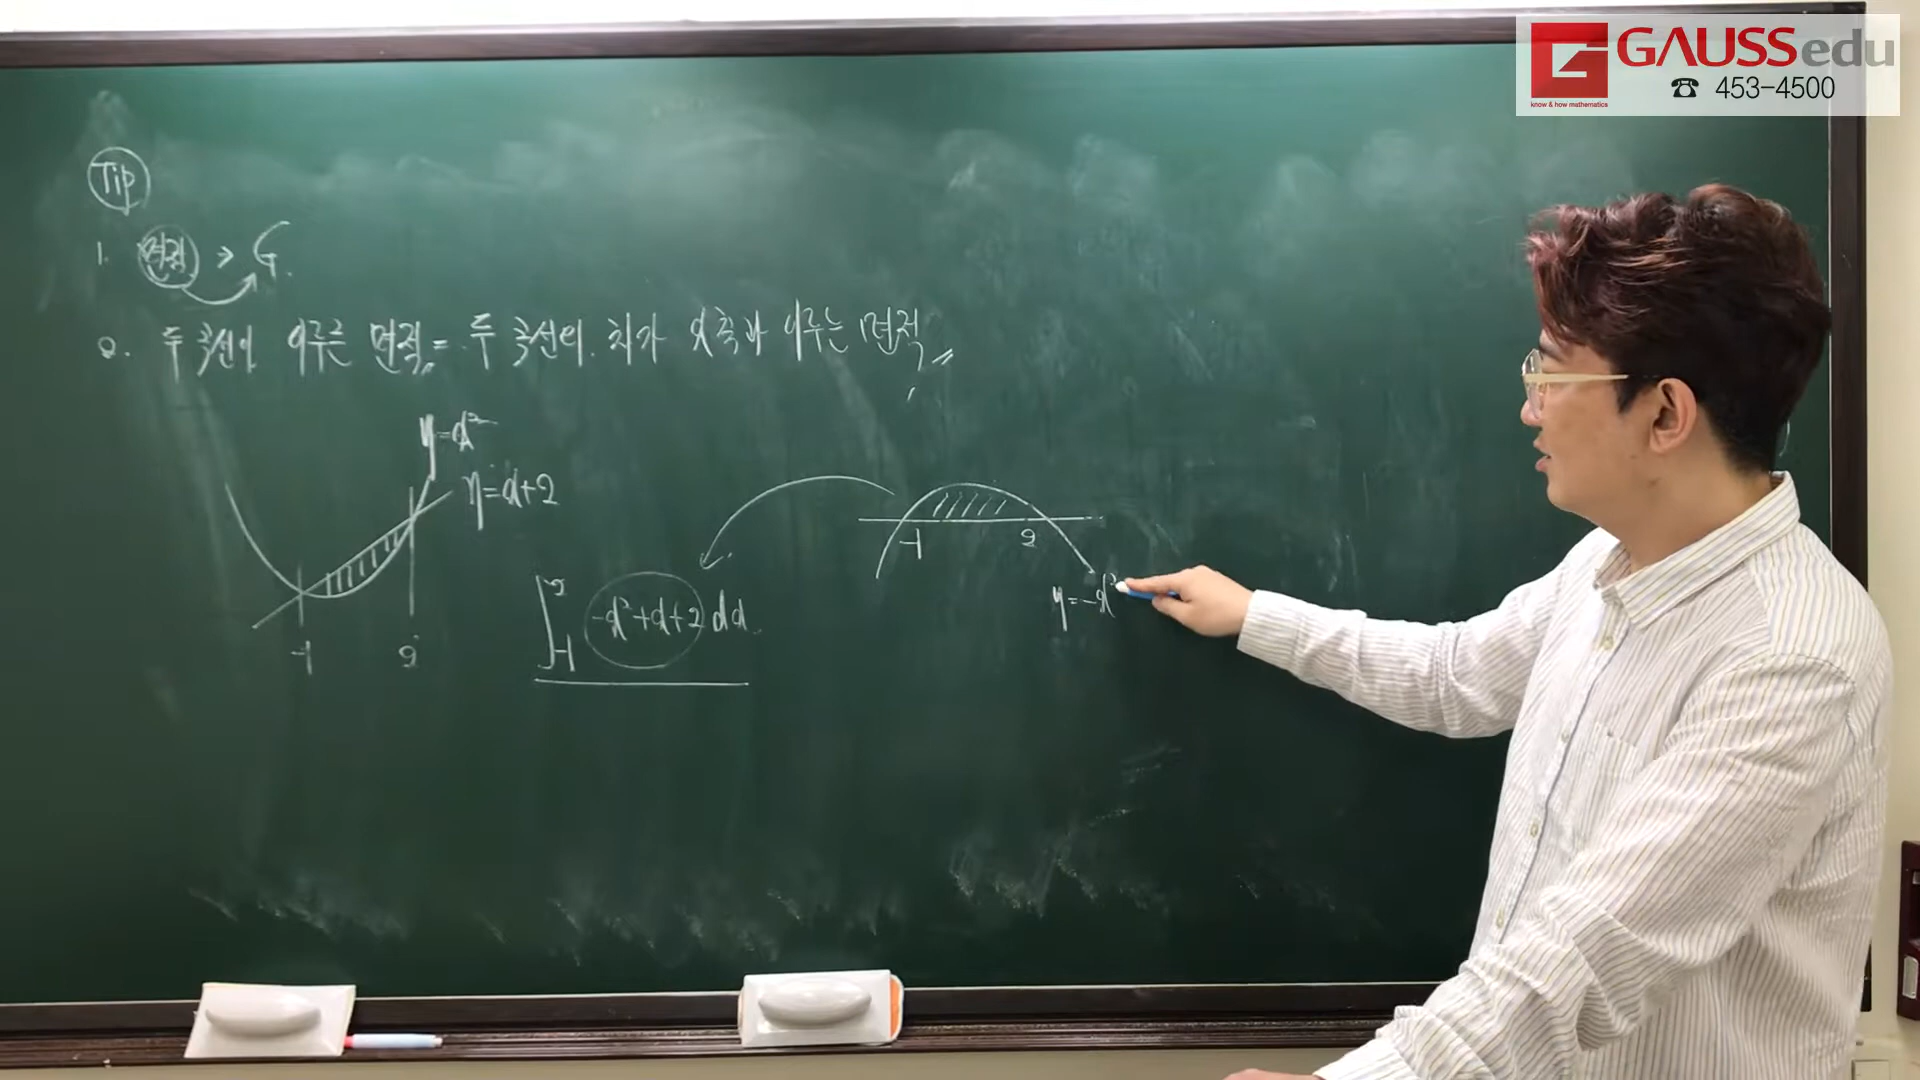 GAUSSedu
☎ 453-4500
know & how mathematics
Tip
1. 면적 → G.
2. 두 곡선이 이루는 면적 = 두 곡선의 차가 x축과 이루는 면적
y=x²
y=x+2
-1 2
∫₋₁² -x²+x+2 dx
-1 2
y=-x²